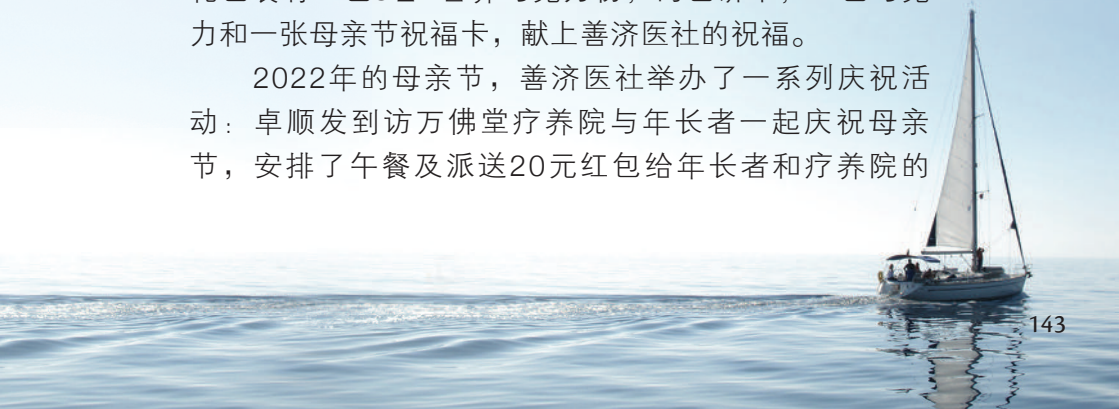 力和一张母亲节祝福卡，献上善济医社的祝福。
2022年的母亲节，善济医社举办了一系列庆祝活
动：卓顺发到访万佛堂疗养院与年长者一起庆祝母亲
节，安排了午餐及派送20元红包给年长者和疗养院的
143